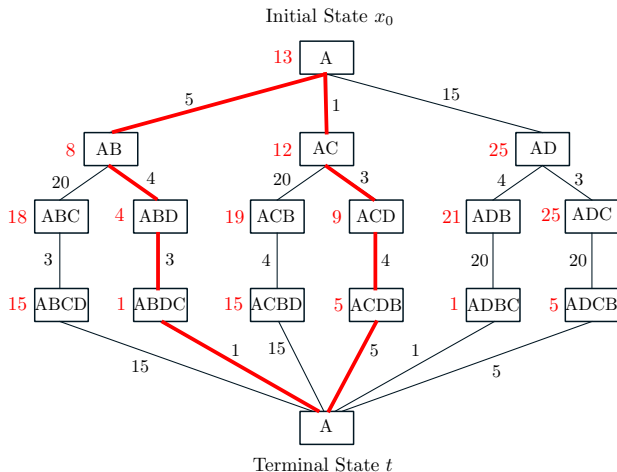 Initial State x₀
13 A
5 1 15
8 AB 12 AC 25 AD
20 4 20 3 4 3
18 ABC 4 ABD 19 ACB 9 ACD 21 ADB 25 ADC
3 3 4 4 20 20
15 ABCD 1 ABDC 15 ACBD 5 ACDB 1 ADBC 5 ADCB
15 1 15 5 1 5
A
Terminal State t